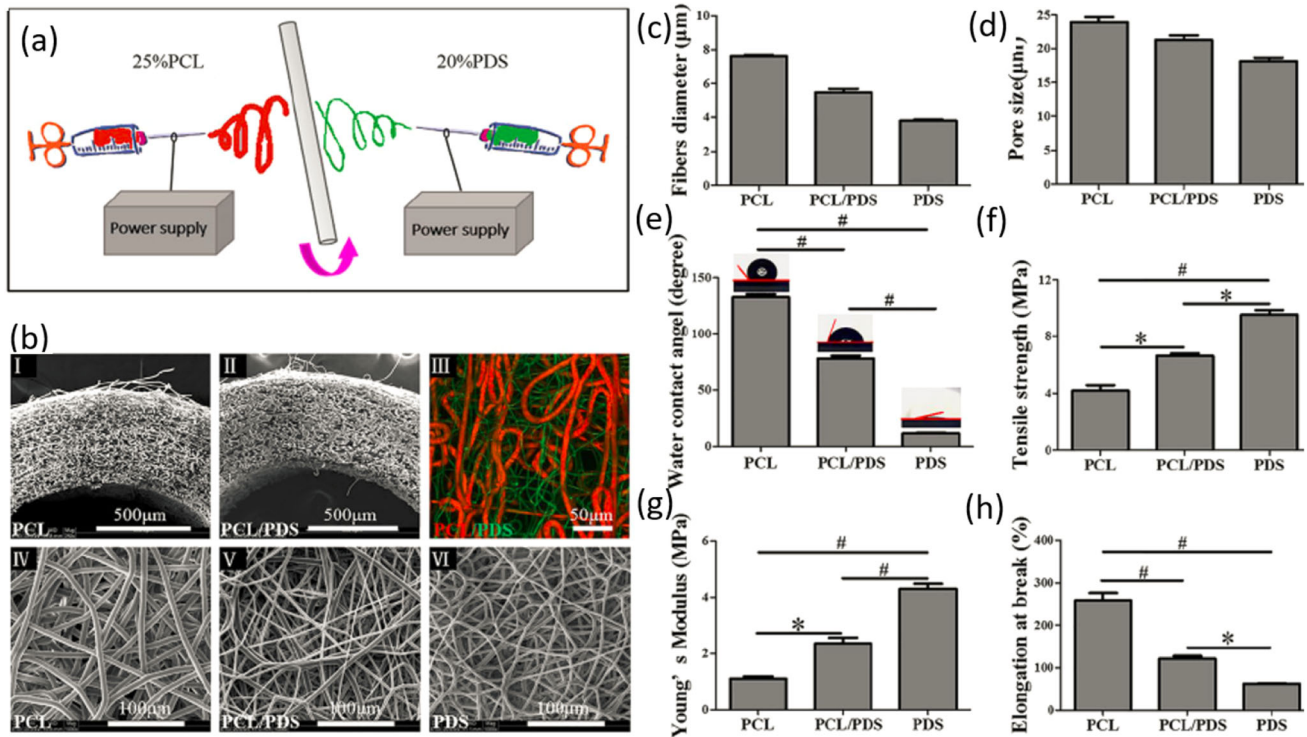 (a)
25%PCL
20%PDS
Power supply
Power supply
(b)
I
II
III
PCL
500μm
PCL/PDS
500μm
PCL/PDS
50μm
IV
V
VI
PCL
100μm
PCL/PDS
100μm
PDS
100μm
(c)
Fibers diameter (μm)
8
6
4
2
0
PCL
PCL/PDS
PDS
(d)
Pore size(μm)
25
20
15
10
5
0
PCL
PCL/PDS
PDS
(e)
Water contact angel (degree)
150
100
50
0
#
#
#
PCL
PCL/PDS
PDS
(f)
Tensile strength (MPa)
12
8
4
0
#
*
*
PCL
PCL/PDS
PDS
(g)
Young' s Modulus (MPa)
6
4
2
0
#
#
*
PCL
PCL/PDS
PDS
(h)
Elongation at break (%)
400
300
200
100
0
#
#
*
PCL
PCL/PDS
PDS